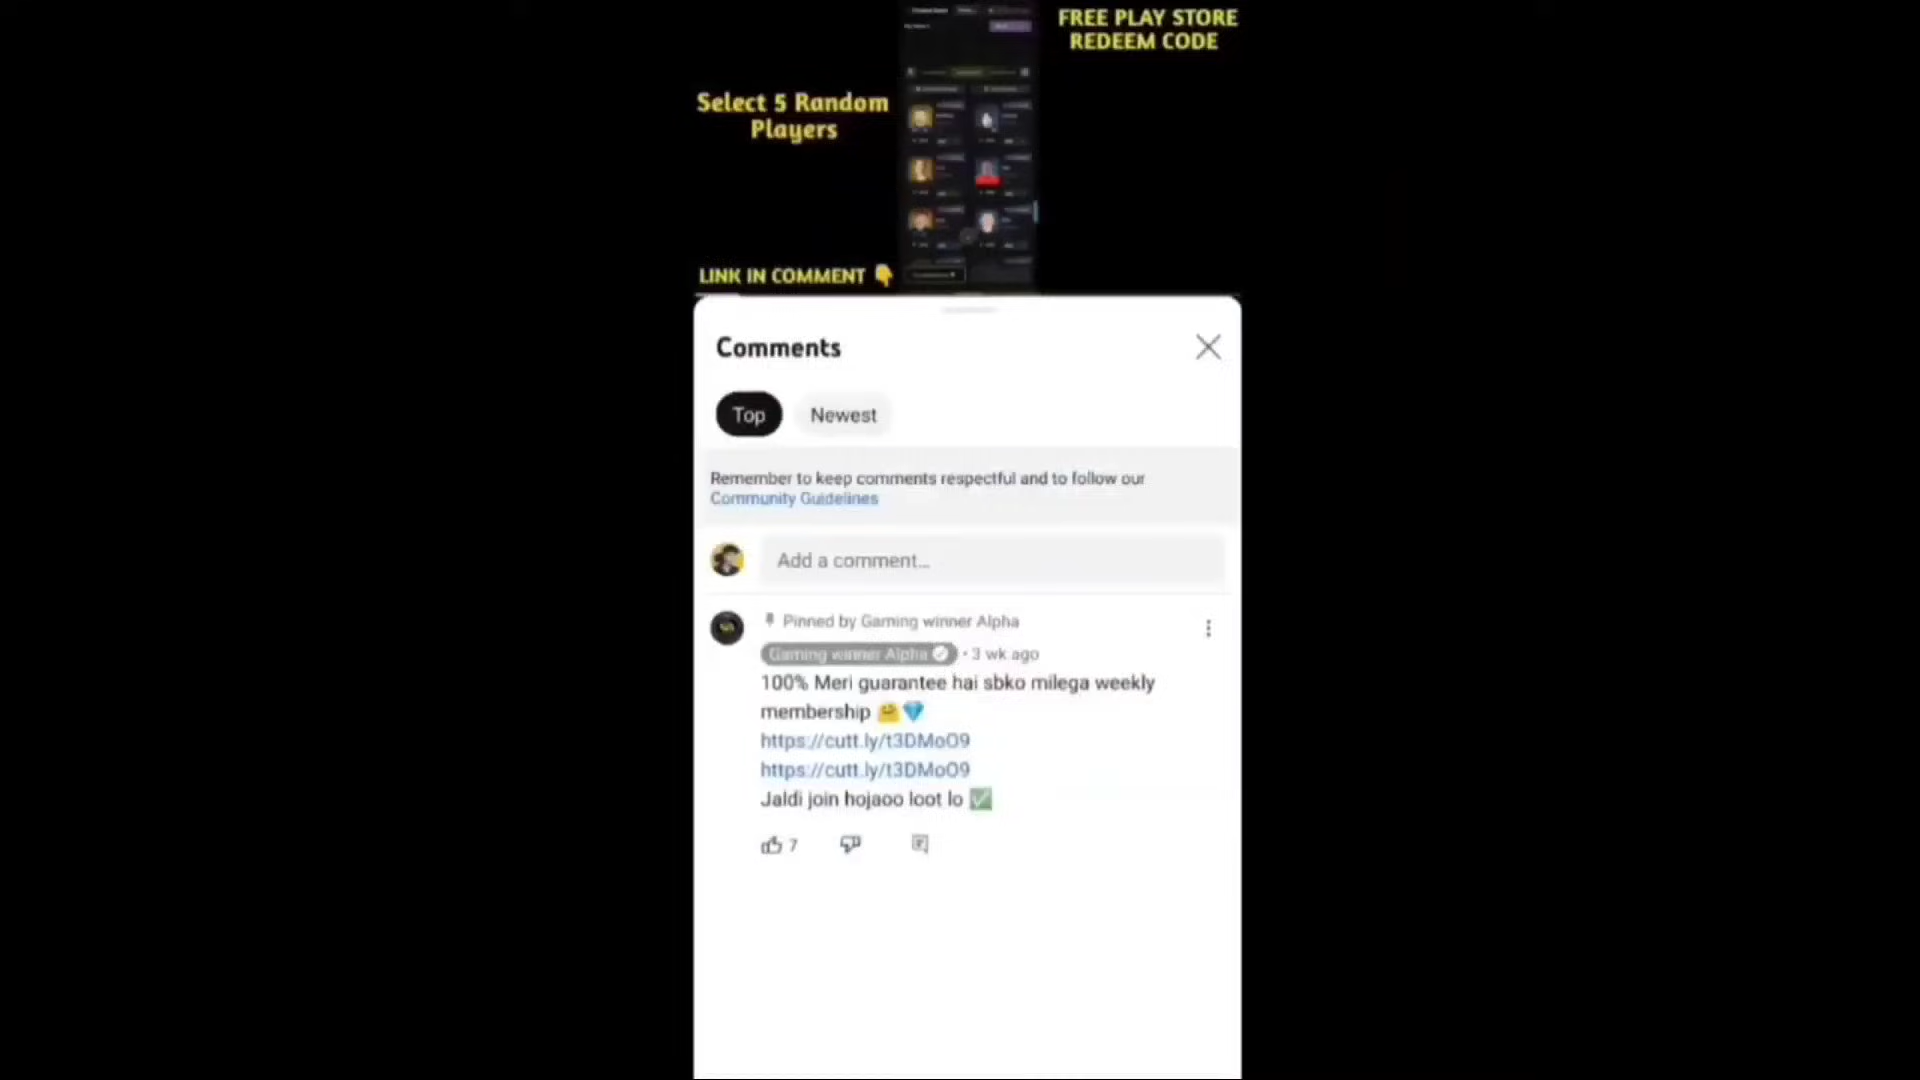 FREE PLAY STORE
REDEEM CODE
Select 5 Random
Players
LINK IN COMMENT 👇
Comments
Top
Newest
Remember to keep comments respectful and to follow our
Community Guidelines
Add a comment...
Pinned by Gaming winner Alpha
Gaming winner Alpha • 3 wk ago
100% Meri guarantee hai sbko milega weekly
membership 🤗💎
https://cutt.ly/t3DMoO9
https://cutt.ly/t3DMoO9
Jaldi join hojaoo loot lo ✅
7